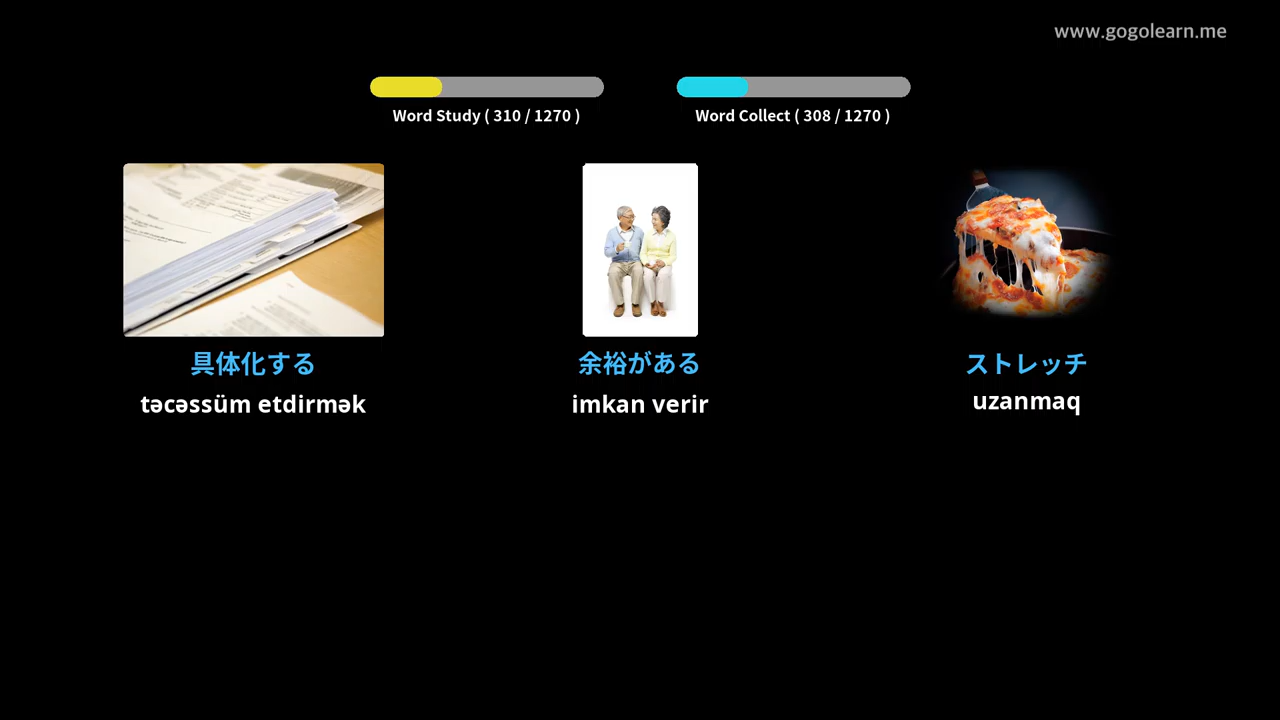 www.gogolearn.me
Word Study ( 310 / 1270 )
Word Collect ( 308 / 1270 )
具体化する
təcəssüm etdirmək
余裕がある
imkan verir
ストレッチ
uzanmaq